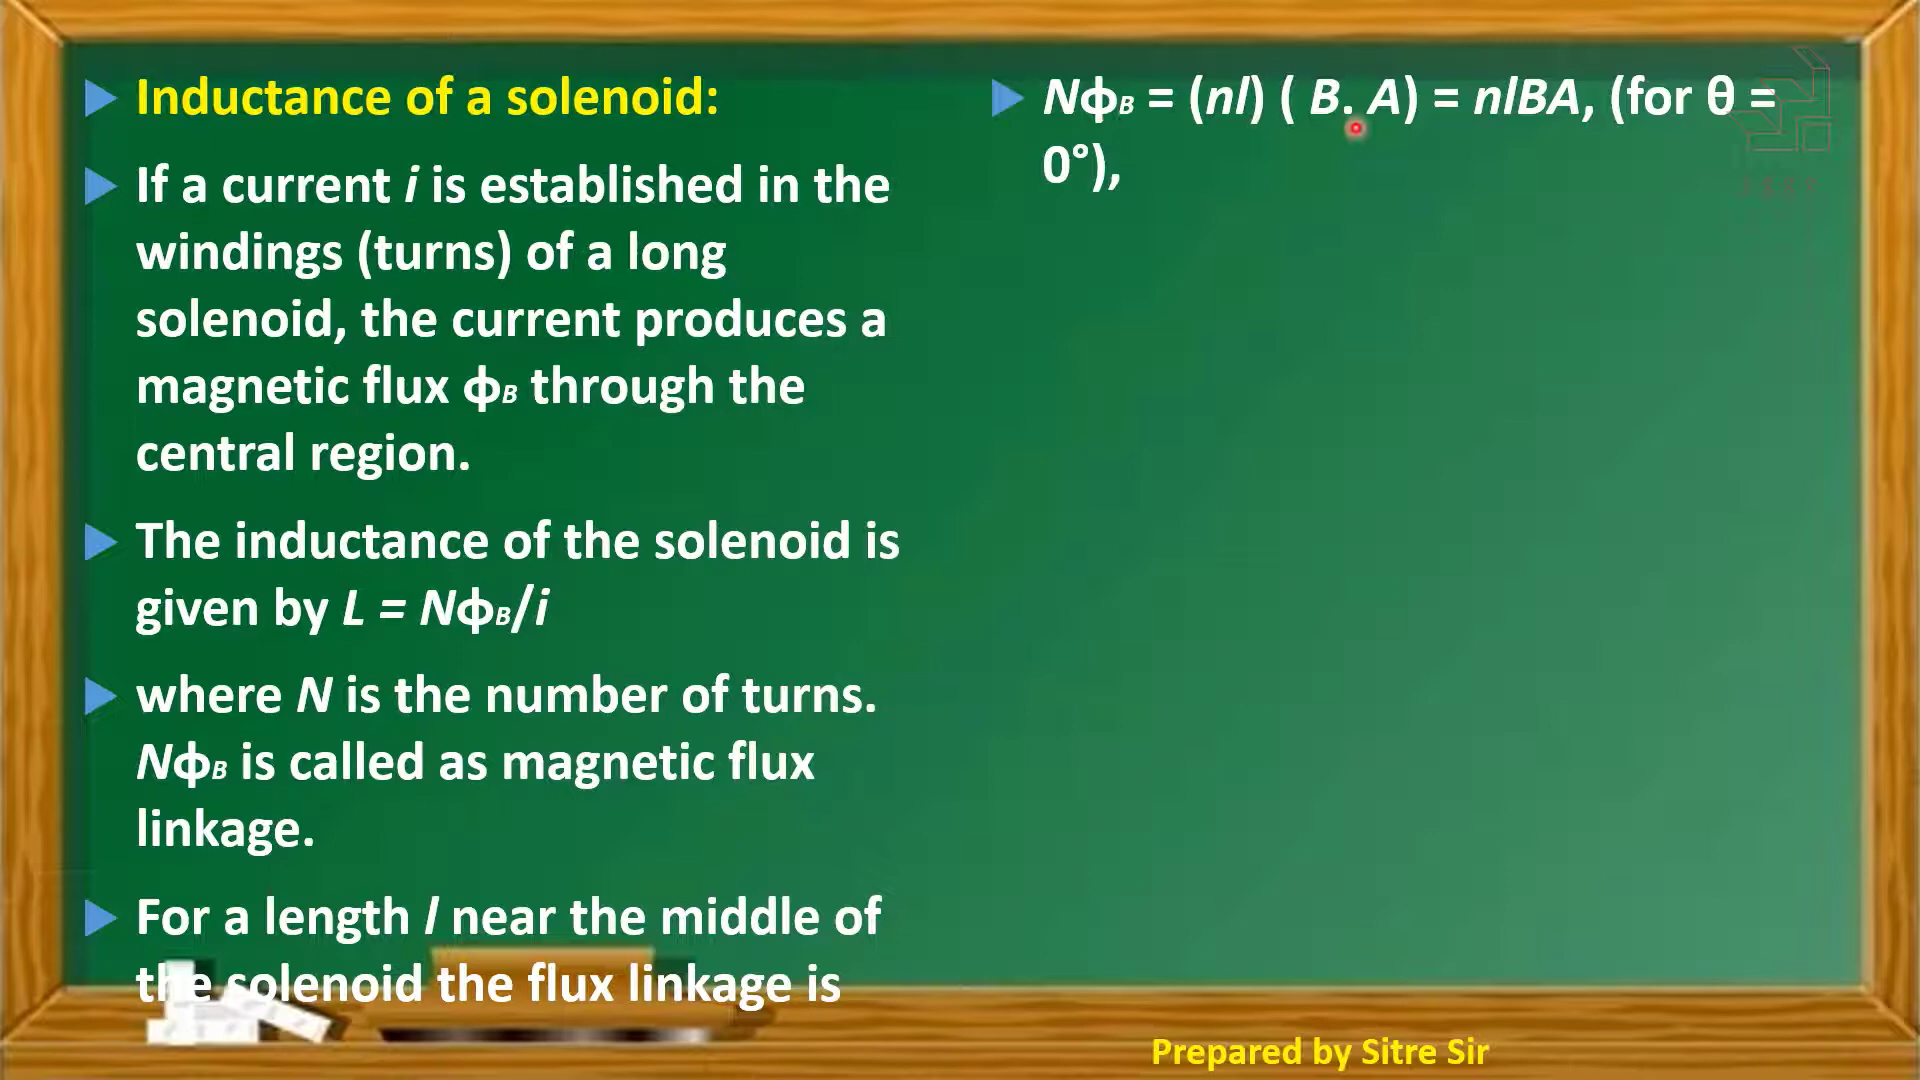 Inductance of a solenoid:
If a current i is established in the
windings (turns) of a long
solenoid, the current produces a
magnetic flux ϕB through the
central region.
The inductance of the solenoid is
given by L = NϕB/i
where N is the number of turns.
NϕB is called as magnetic flux
linkage.
For a length l near the middle of
the solenoid the flux linkage is
NϕB = (nl) ( B. A) = nlBA, (for θ =
0°),
Prepared by Sitre Sir